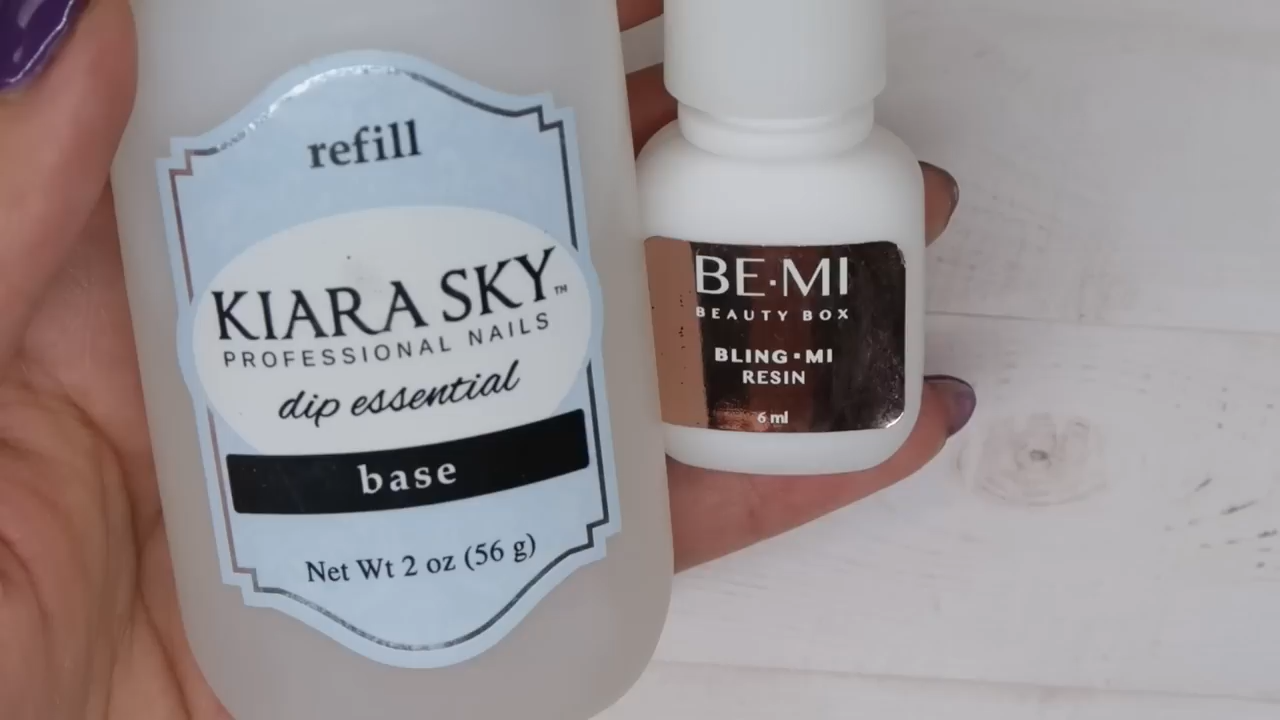 refill
KIARA SKY™
PROFESSIONAL NAILS
dip essential
base
Net Wt 2 oz (56 g)
BE·MI
BEAUTY BOX
BLING·MI
RESIN
6 ml